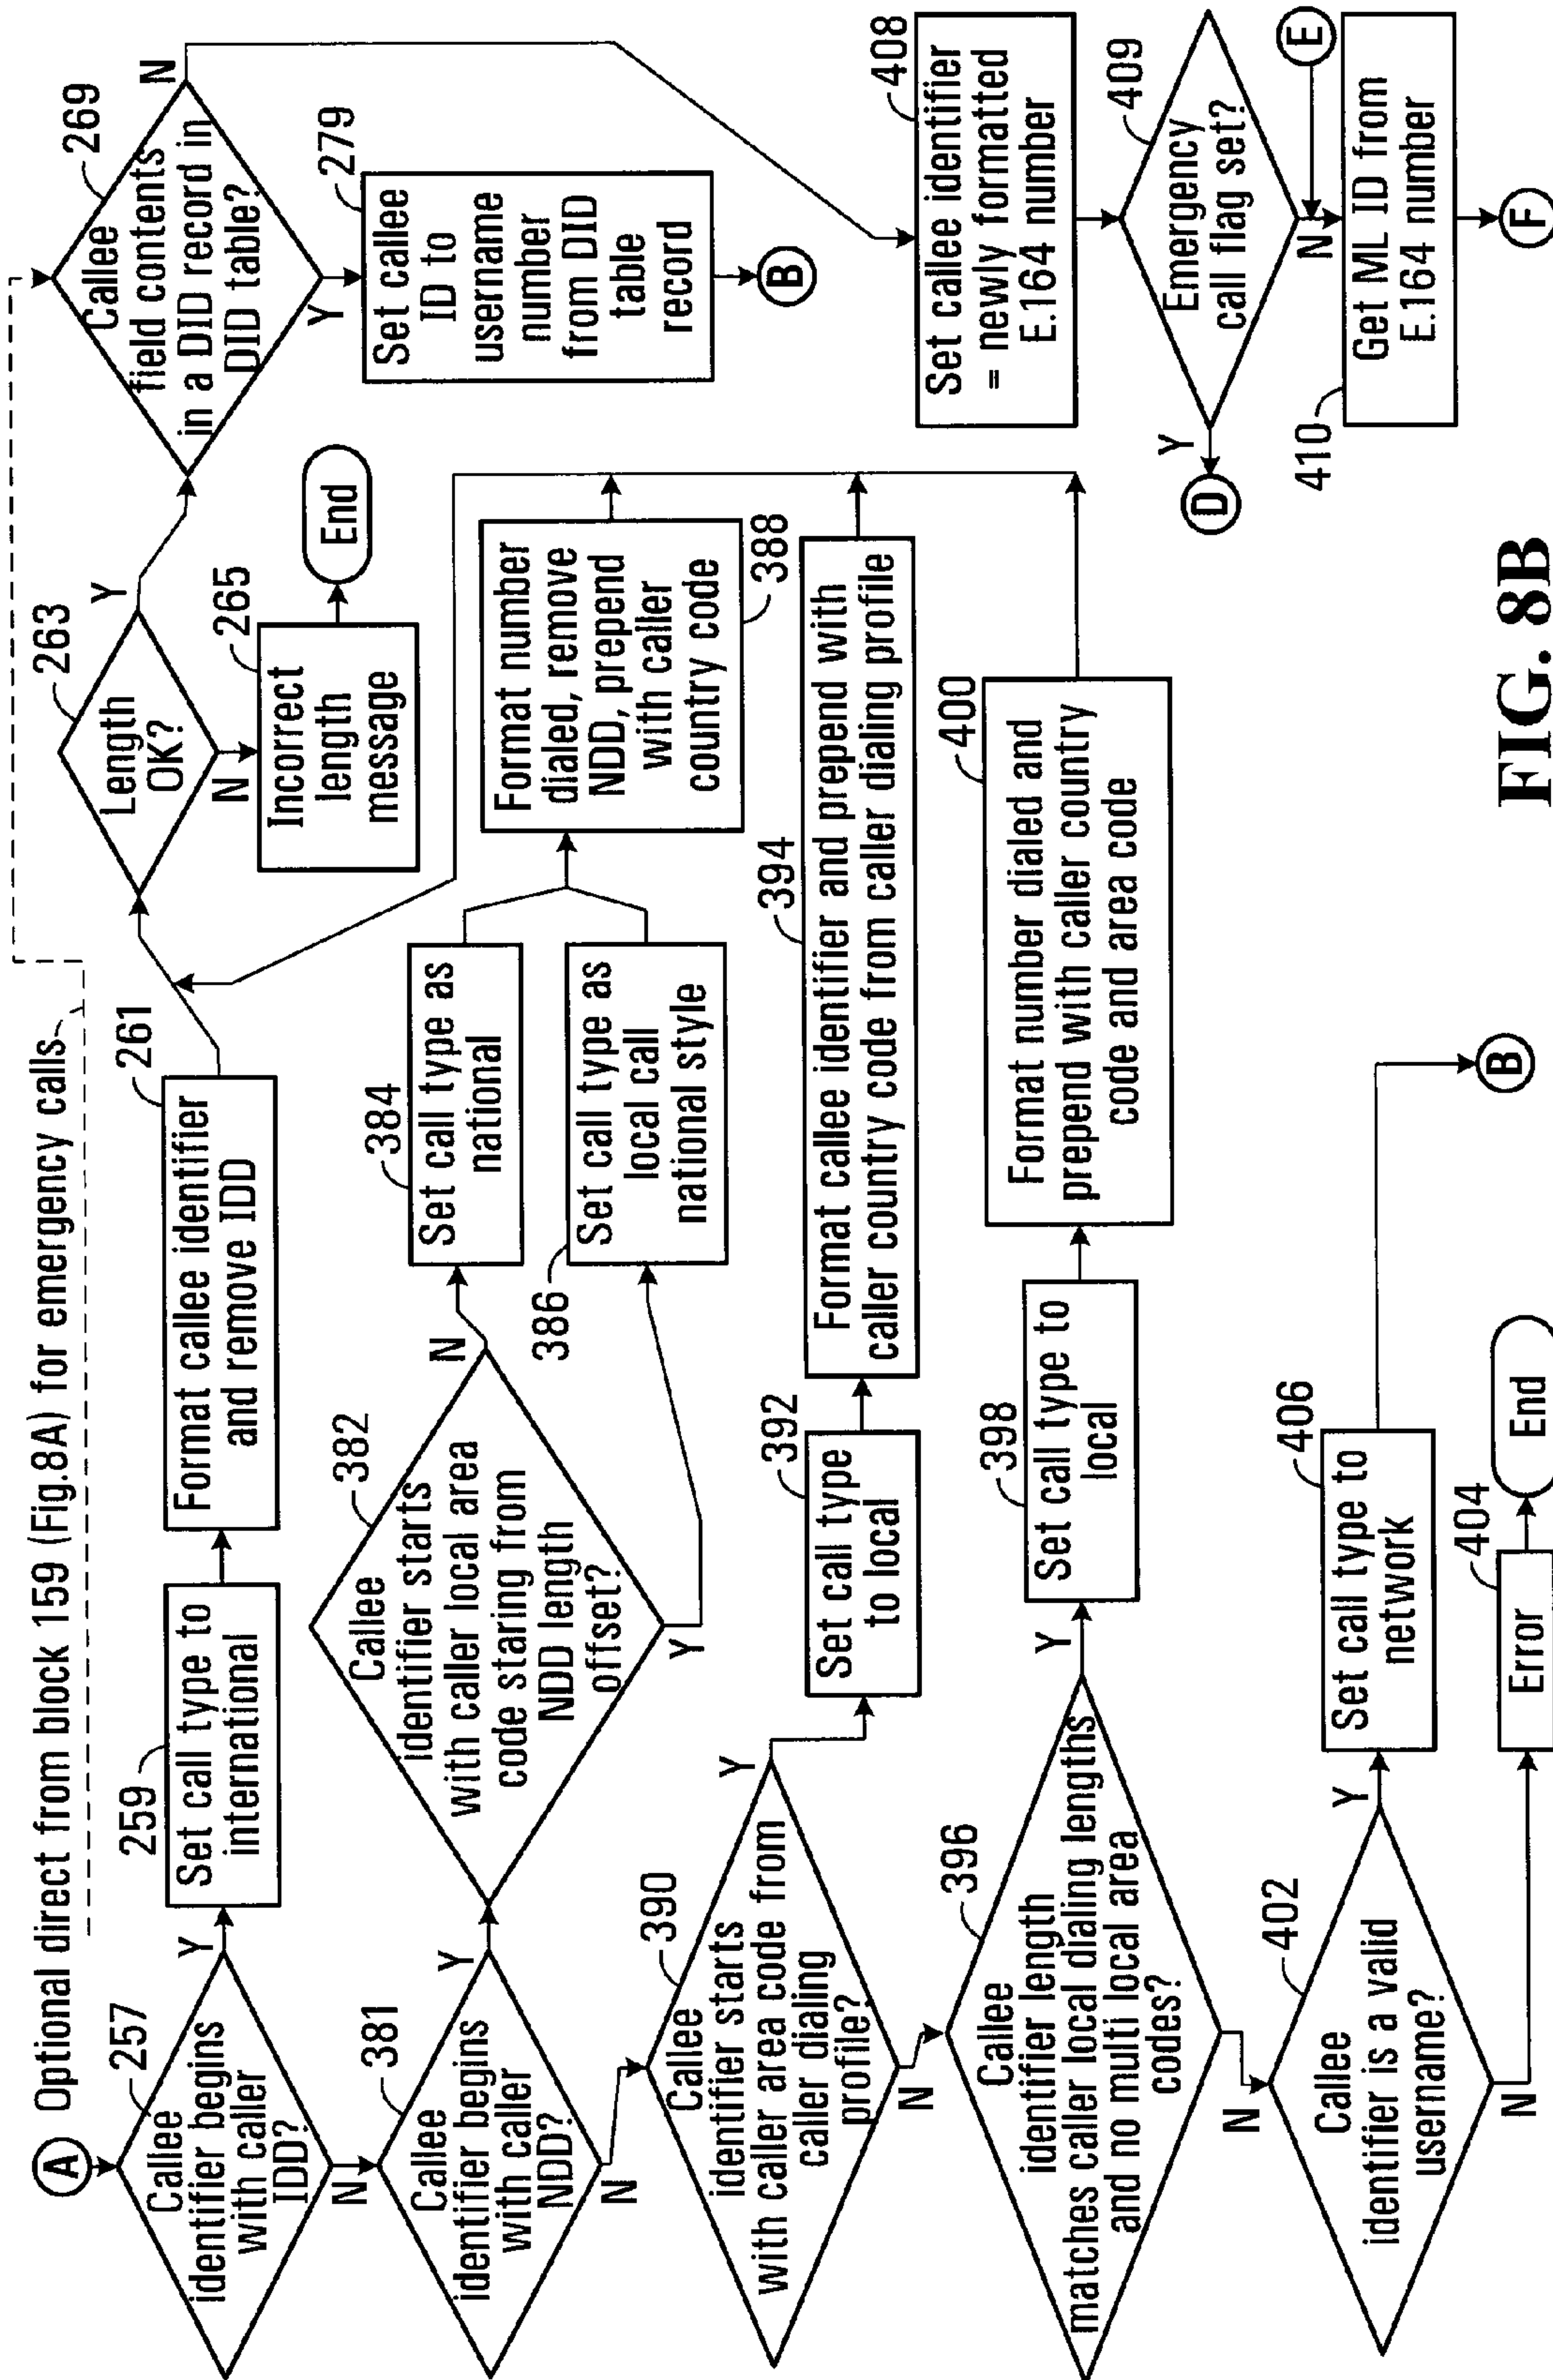 A
Optional direct from block 159 (Fig.8A) for emergency calls
257
Callee
identifier begins
with caller
IDD?
Y
N
259
Set call type to
international
261
Format callee identifier
and remove IDD
263
Length
OK?
Y
N
265
Incorrect
length
message
End
269
Callee
field contents
in a DID record in
DID table?
N
Y
279
Set callee
ID to
username
number
from DID
table
record
B
381
Callee
identifier begins
with caller
NDD?
Y
N
382
Callee
identifier starts
with caller local area
code staring from
NDD length
offset?
N
Y
384
Set call type as
national
386
Set call type as
local call
national style
Format number
dialed, remove
NDD, prepend
with caller
country code
388
390
Callee
identifier starts
with caller area code from
caller dialing
profile?
Y
N
392
Set call type
to local
394
Format callee identifier and prepend with
caller country code from caller dialing profile
396
Callee
identifier length
matches caller local dialing lengths
and no multi local area
codes?
Y
N
398
Set call type to
local
400
Format number dialed and
prepend with caller country
code and area code
402
Callee
identifier is a valid
username?
Y
N
406
Set call type to
network
B
404
Error
End
408
Set callee identifier
= newly formatted
E.164 number
409
Emergency
call flag set?
Y
D
N
E
410
Get ML ID from
E.164 number
F
FIG. 8B